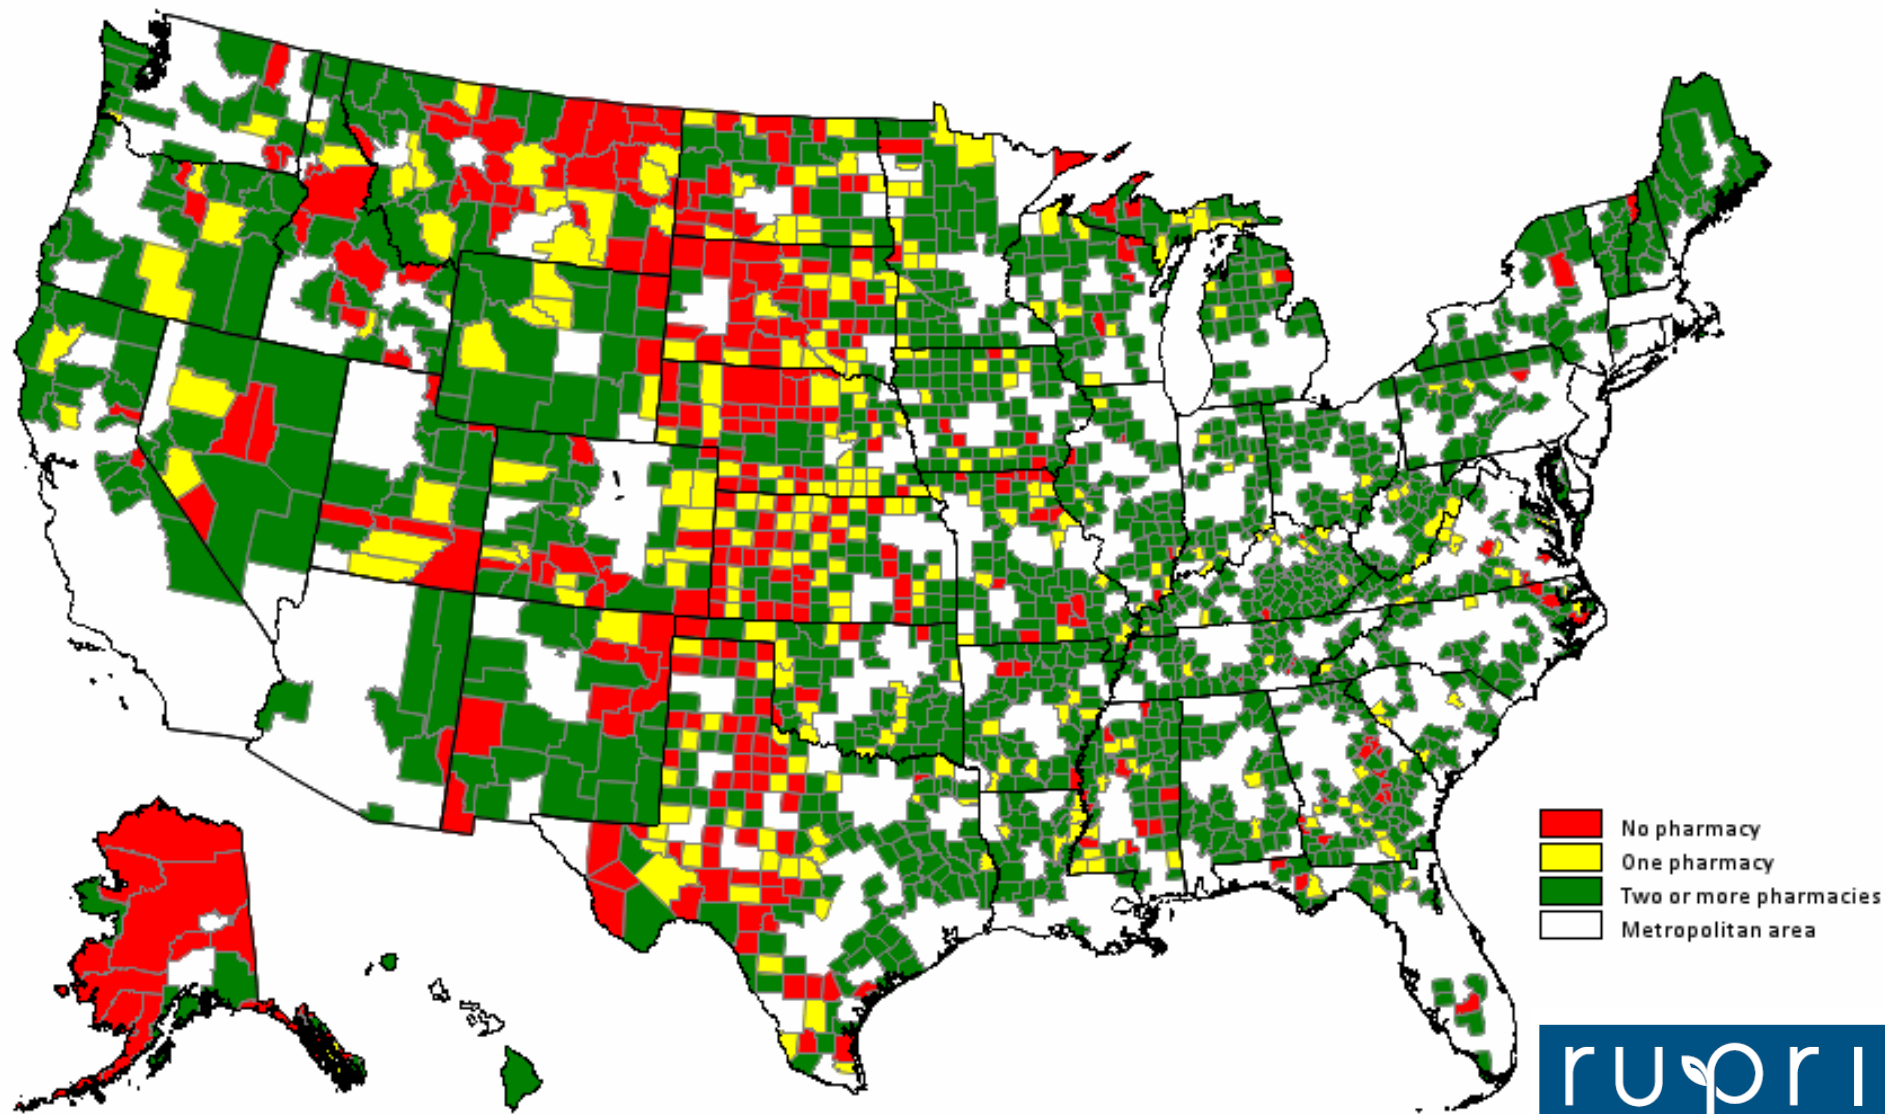 No pharmacy
One pharmacy
Two or more pharmacies
Metropolitan area
rupri